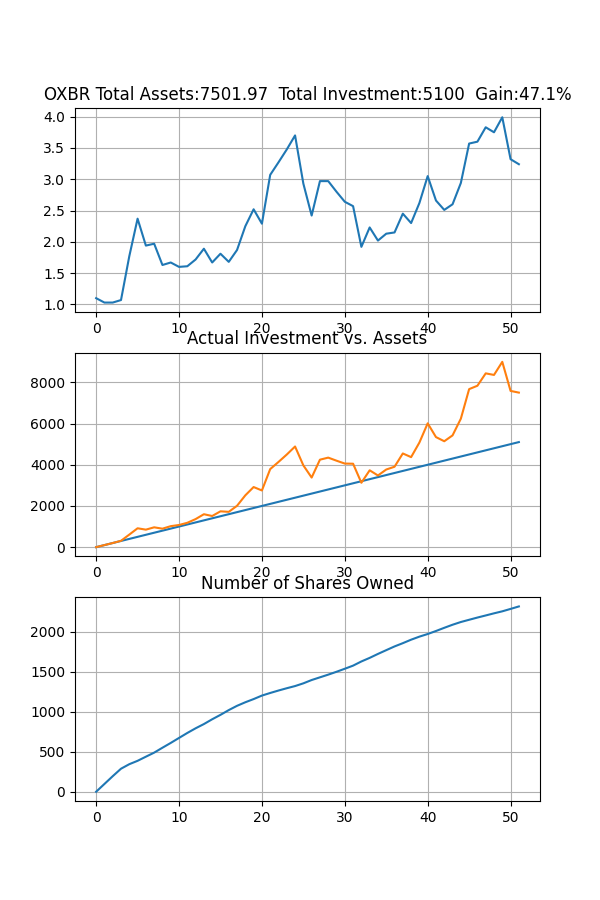 OXBR Total Assets:7501.97  Total Investment:5100  Gain:47.1%
4.0
3.5
3.0
2.5
2.0
1.5
1.0
0 10 20 30 40 50
Actual Investment vs. Assets
8000
6000
4000
2000
0
0 10 20 30 40 50
Number of Shares Owned
2000
1500
1000
500
0
0 10 20 30 40 50